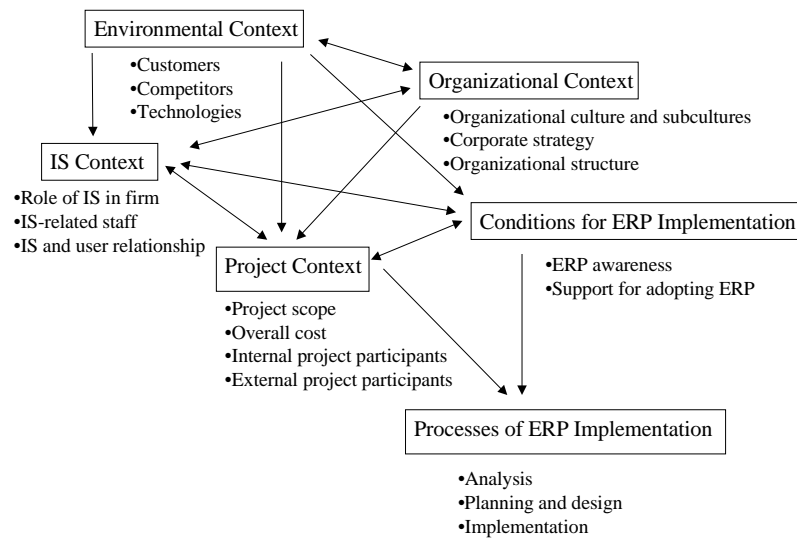 Environmental Context
•Customers
•Competitors
•Technologies
Organizational Context
•Organizational culture and subcultures
•Corporate strategy
•Organizational structure
IS Context
•Role of IS in firm
•IS-related staff
•IS and user relationship
Conditions for ERP Implementation
•ERP awareness
•Support for adopting ERP
Project Context
•Project scope
•Overall cost
•Internal project participants
•External project participants
Processes of ERP Implementation
•Analysis
•Planning and design
•Implementation